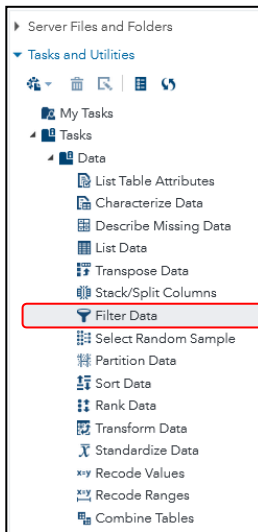 Server Files and Folders
Tasks and Utilities
My Tasks
Tasks
Data
List Table Attributes
Characterize Data
Describe Missing Data
List Data
Transpose Data
Stack/Split Columns
Filter Data
Select Random Sample
Partition Data
Sort Data
Rank Data
Transform Data
Standardize Data
Recode Values
Recode Ranges
Combine Tables